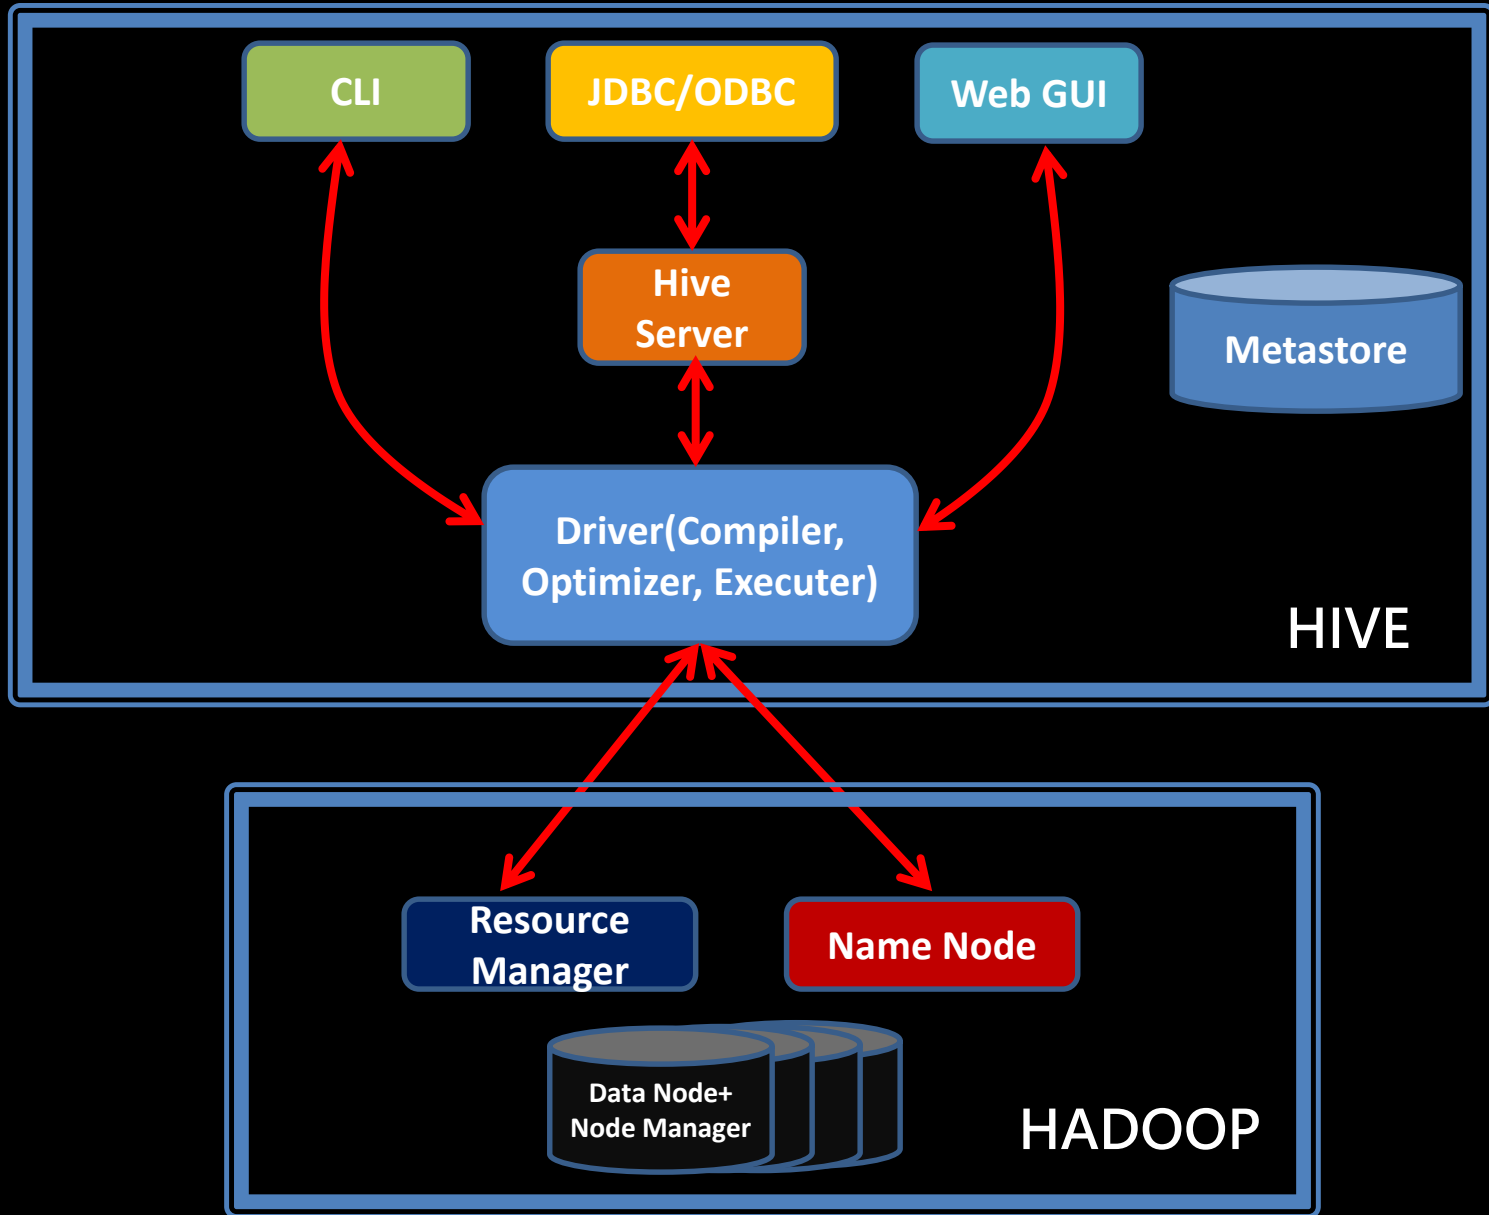 CLI
JDBC/ODBC
Web GUI
Hive
Server
Metastore
Driver(Compiler,
Optimizer, Executer)
HIVE
Resource
Manager
Name Node
Data Node+
Node Manager
HADOOP